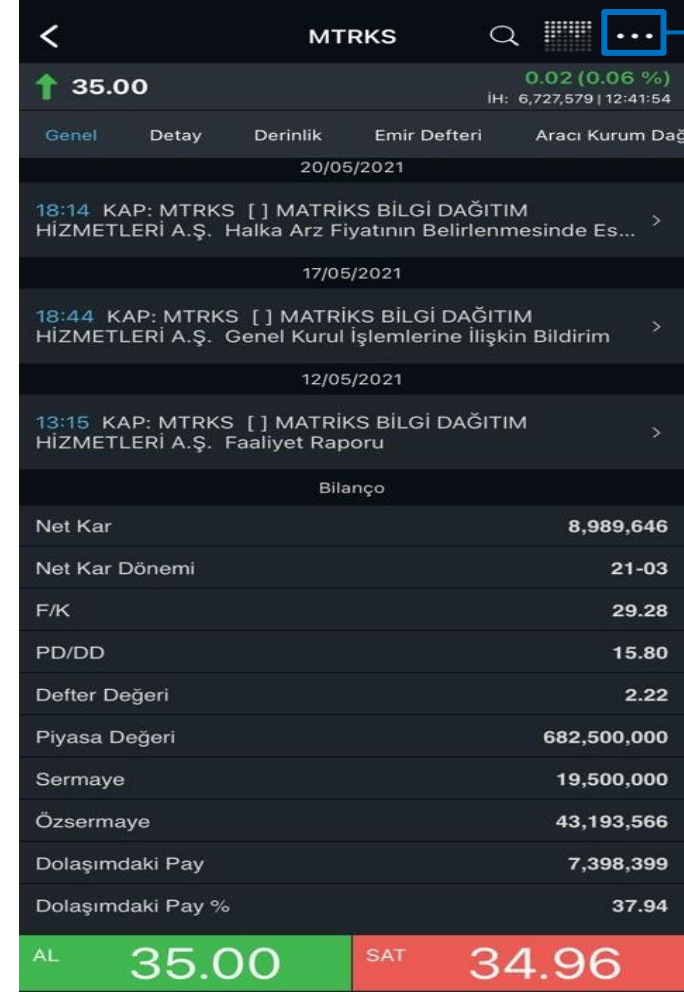 MTRKS
35.00
0.02 (0.06 %)
İH: 6,727,579 | 12:41:54
Genel Detay Derinlik Emir Defteri Aracı Kurum Dağ
20/05/2021
18:14 KAP: MTRKS [ ] MATRİKS BİLGİ DAĞITIM
HİZMETLERİ A.Ş. Halka Arz Fiyatının Belirlenmesinde Es...
17/05/2021
18:44 KAP: MTRKS [ ] MATRİKS BİLGİ DAĞITIM
HİZMETLERİ A.Ş. Genel Kurul İşlemlerine İlişkin Bildirim
12/05/2021
13:15 KAP: MTRKS [ ] MATRİKS BİLGİ DAĞITIM
HİZMETLERİ A.Ş. Faaliyet Raporu
Bilanço
Net Kar 8,989,646
Net Kar Dönemi 21-03
F/K 29.28
PD/DD 15.80
Defter Değeri 2.22
Piyasa Değeri 682,500,000
Sermaye 19,500,000
Özsermaye 43,193,566
Dolaşımdaki Pay 7,398,399
Dolaşımdaki Pay % 37.94
AL 35.00 SAT 34.96